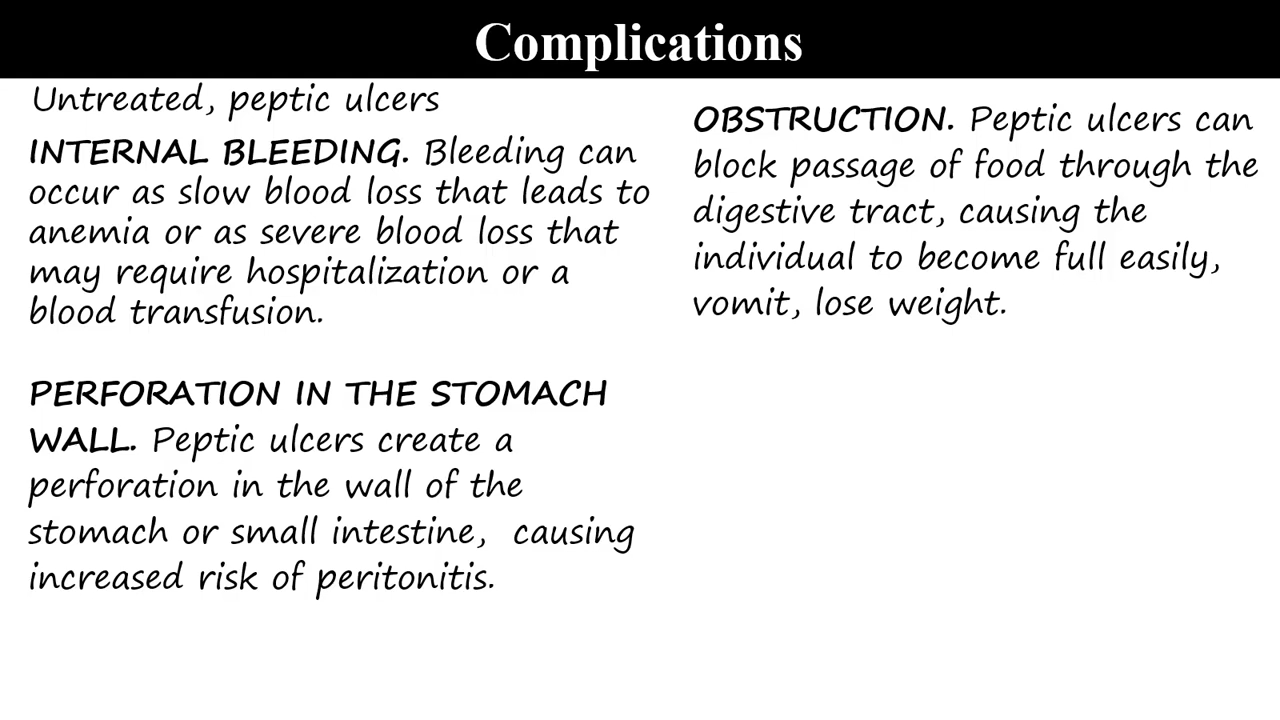 Complications
Untreated, peptic ulcers
INTERNAL BLEEDING. Bleeding can
occur as slow blood loss that leads to
anemia or as severe blood loss that
may require hospitalization or a
blood transfusion.
PERFORATION IN THE STOMACH
WALL. Peptic ulcers create a
perforation in the wall of the
stomach or small intestine, causing
increased risk of peritonitis.
OBSTRUCTION. Peptic ulcers can
block passage of food through the
digestive tract, causing the
individual to become full easily,
vomit, lose weight.